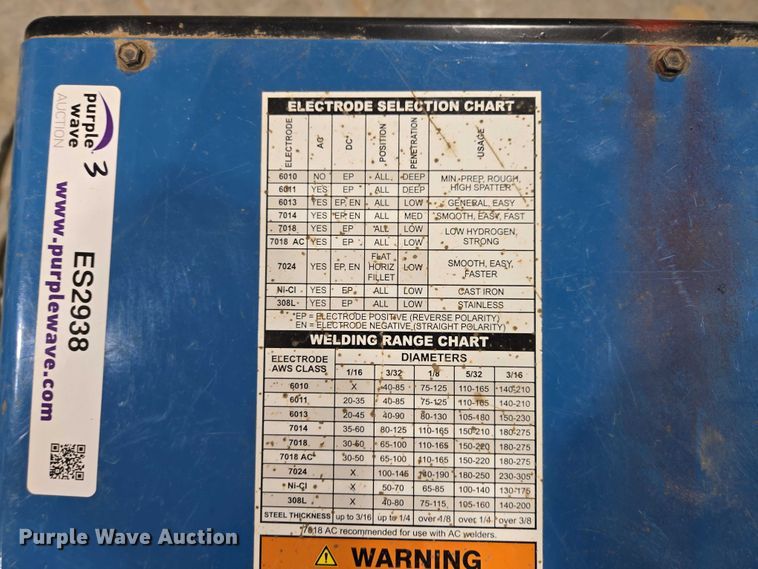 purple wave
AUCTION
3
www.purplewave.com
ES2938
ELECTRODE SELECTION CHART
ELECTRODE AC DC* POSITION PENETRATION USAGE
6010 NO EP ALL DEEP MIN. PREP, ROUGH, HIGH SPATTER
6011 YES EP ALL DEEP
6013 YES EP, EN ALL LOW GENERAL, EASY
7014 YES EP, EN ALL MED SMOOTH, EASY, FAST
7018 YES EP ALL LOW LOW HYDROGEN, STRONG
7018 AC YES EP ALL LOW
7024 YES EP, EN FLAT HORIZ FILLET LOW SMOOTH, EASY, FASTER
Ni-Cl YES EP ALL LOW CAST IRON
308L YES EP ALL LOW STAINLESS
*EP = ELECTRODE POSITIVE (REVERSE POLARITY)
EN = ELECTRODE NEGATIVE (STRAIGHT POLARITY)
WELDING RANGE CHART
ELECTRODE AWS CLASS DIAMETERS
1/16 3/32 1/8 5/32 3/16
6010 X 40-85 75-125 110-165 140-210
6011 20-35 40-85 75-125 110-165 140-210
6013 20-45 40-90 80-130 105-180 150-230
7014 35-60 80-125 110-165 150-210 180-275
7018 30-50 65-100 110-165 150-220 180-275
7018 AC* 30-50 65-100 110-165 150-220 180-275
7024 X 100-145 140-190 180-250 230-305
Ni-Cl X 50-70 65-85 100-140 130-175
308L X 40-80 75-115 105-160 140-200
STEEL THICKNESS up to 3/16 up to 1/4 over 1/8 over 1/4 over 3/8
*7018 AC recommended for use with AC welders.
WARNING
Purple Wave Auction
Purple Wave Auction